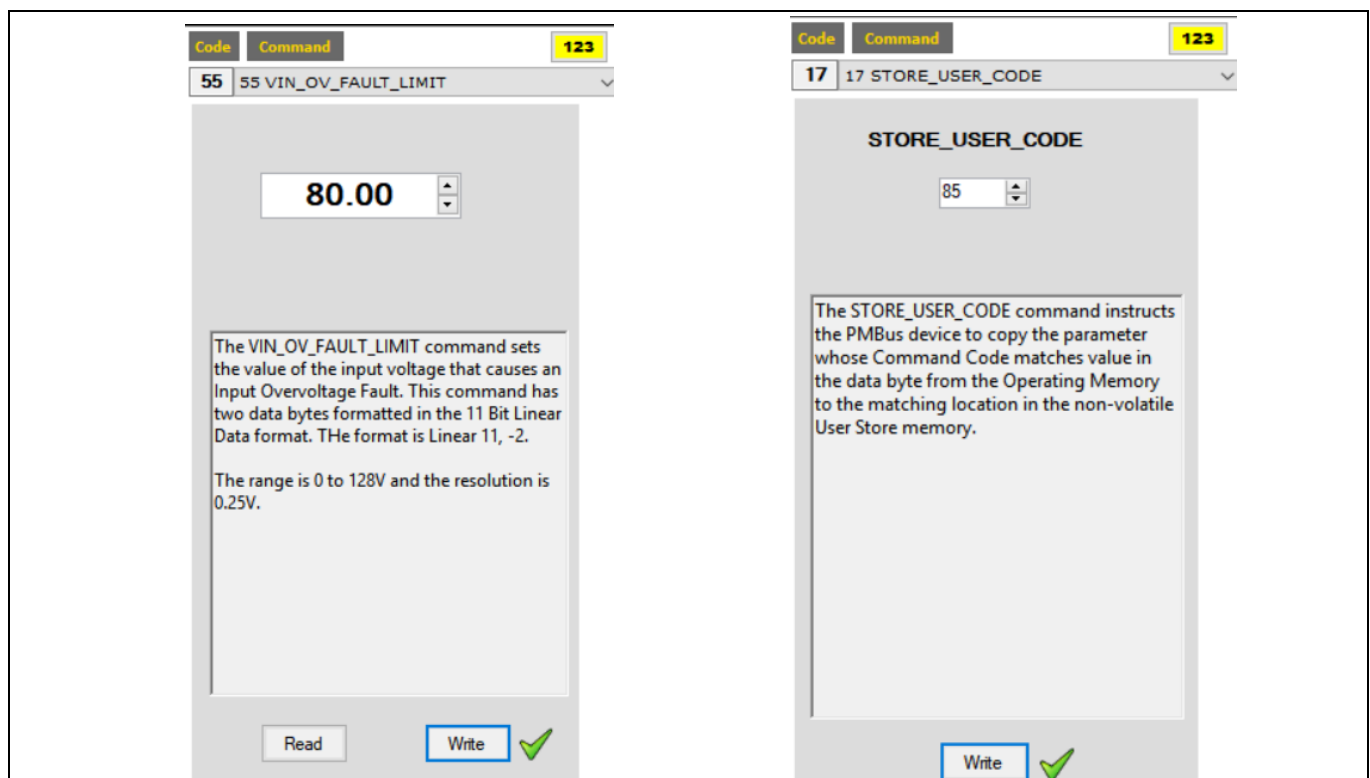 Code Command 123
55 55 VIN_OV_FAULT_LIMIT
80.00
The VIN_OV_FAULT_LIMIT command sets
the value of the input voltage that causes an
Input Overvoltage Fault. This command has
two data bytes formatted in the 11 Bit Linear
Data format. THe format is Linear 11, -2.
The range is 0 to 128V and the resolution is
0.25V.
Read Write
Code Command 123
17 17 STORE_USER_CODE
STORE_USER_CODE
85
The STORE_USER_CODE command instructs
the PMBus device to copy the parameter
whose Command Code matches value in
the data byte from the Operating Memory
to the matching location in the non-volatile
User Store memory.
Write